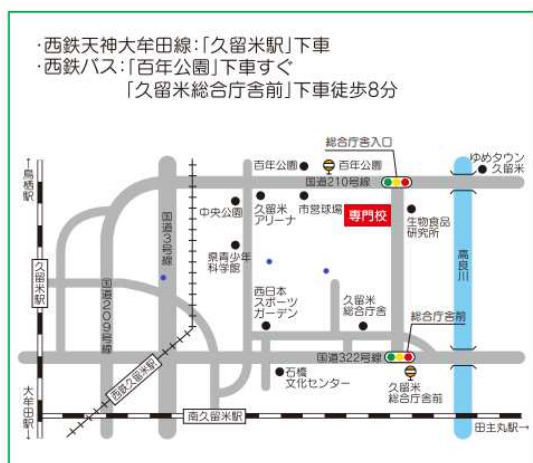 ・西鉄天神大牟田線：「久留米駅」下車
・西鉄バス：「百年公園」下車すぐ
「久留米総合庁舎前」下車徒歩8分
総合庁舎入口
百年公園
百年公園
ゆめタウン
久留米
国道210号線
←鳥栖駅
国道3号線
中央公園
久留米
アリーナ
市営球場
専門校
生物食品
研究所
県青少年
科学館
高良川
久留米駅
国道209号線
西日本
スポーツ
ガーデン
久留米
総合庁舎
総合庁舎前
国道322号線
西鉄久留米駅
石橋
文化センター
久留米
総合庁舎前
大牟田駅→
南久留米駅
田主丸駅→